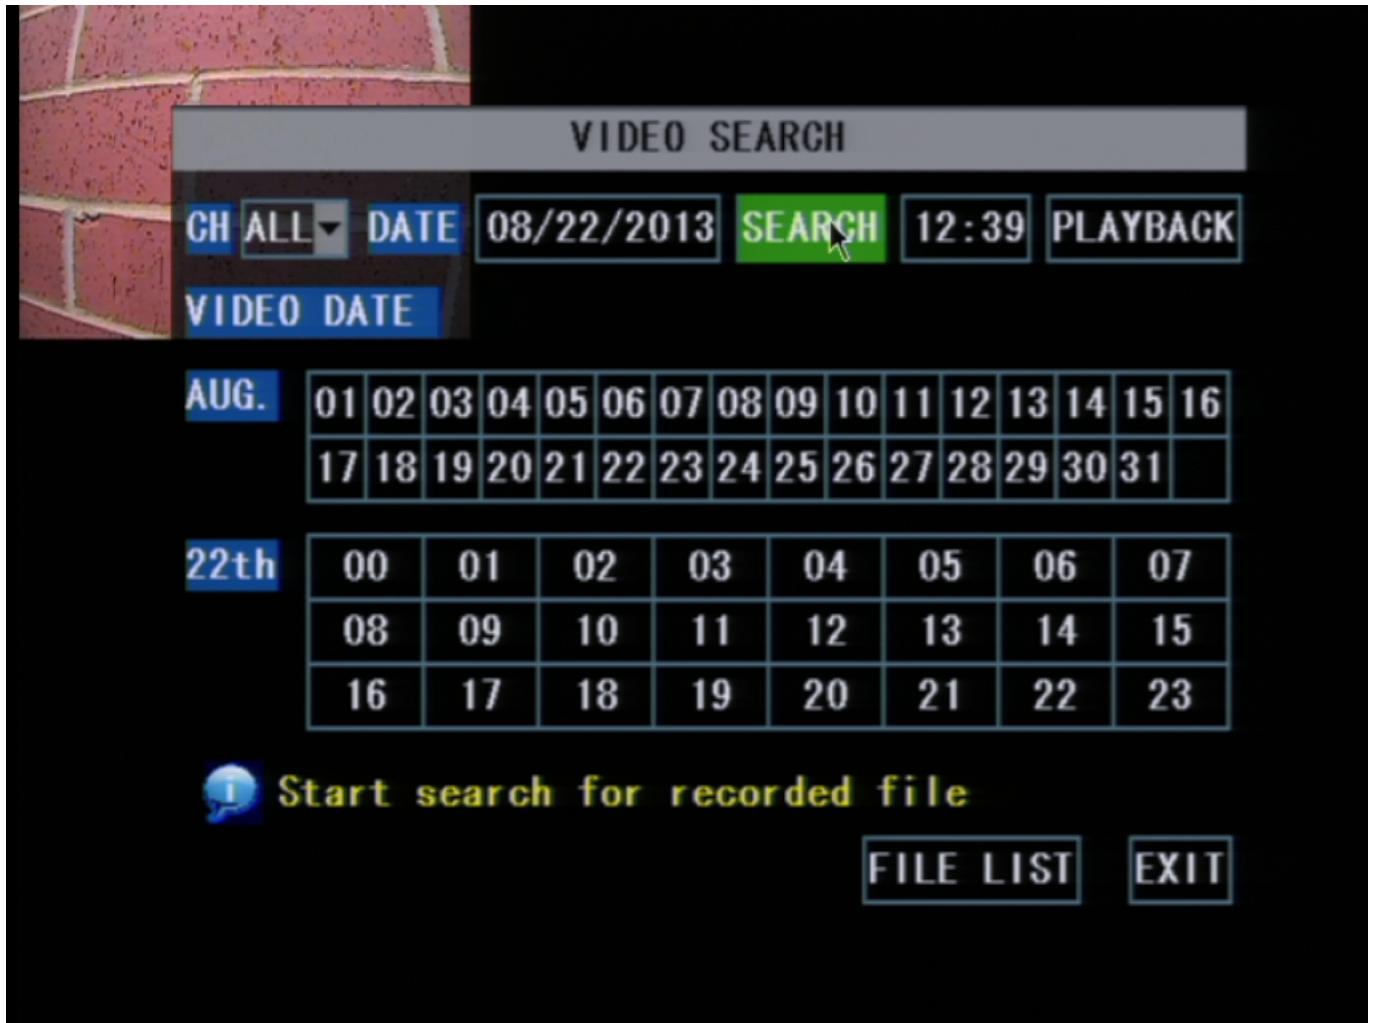 VIDEO SEARCH
CH ALL DATE 08/22/2013 SEARCH 12:39 PLAYBACK
VIDEO DATE
AUG. 01 02 03 04 05 06 07 08 09 10 11 12 13 14 15 16
17 18 19 20 21 22 23 24 25 26 27 28 29 30 31
22th 00 01 02 03 04 05 06 07
08 09 10 11 12 13 14 15
16 17 18 19 20 21 22 23
i Start search for recorded file
FILE LIST EXIT